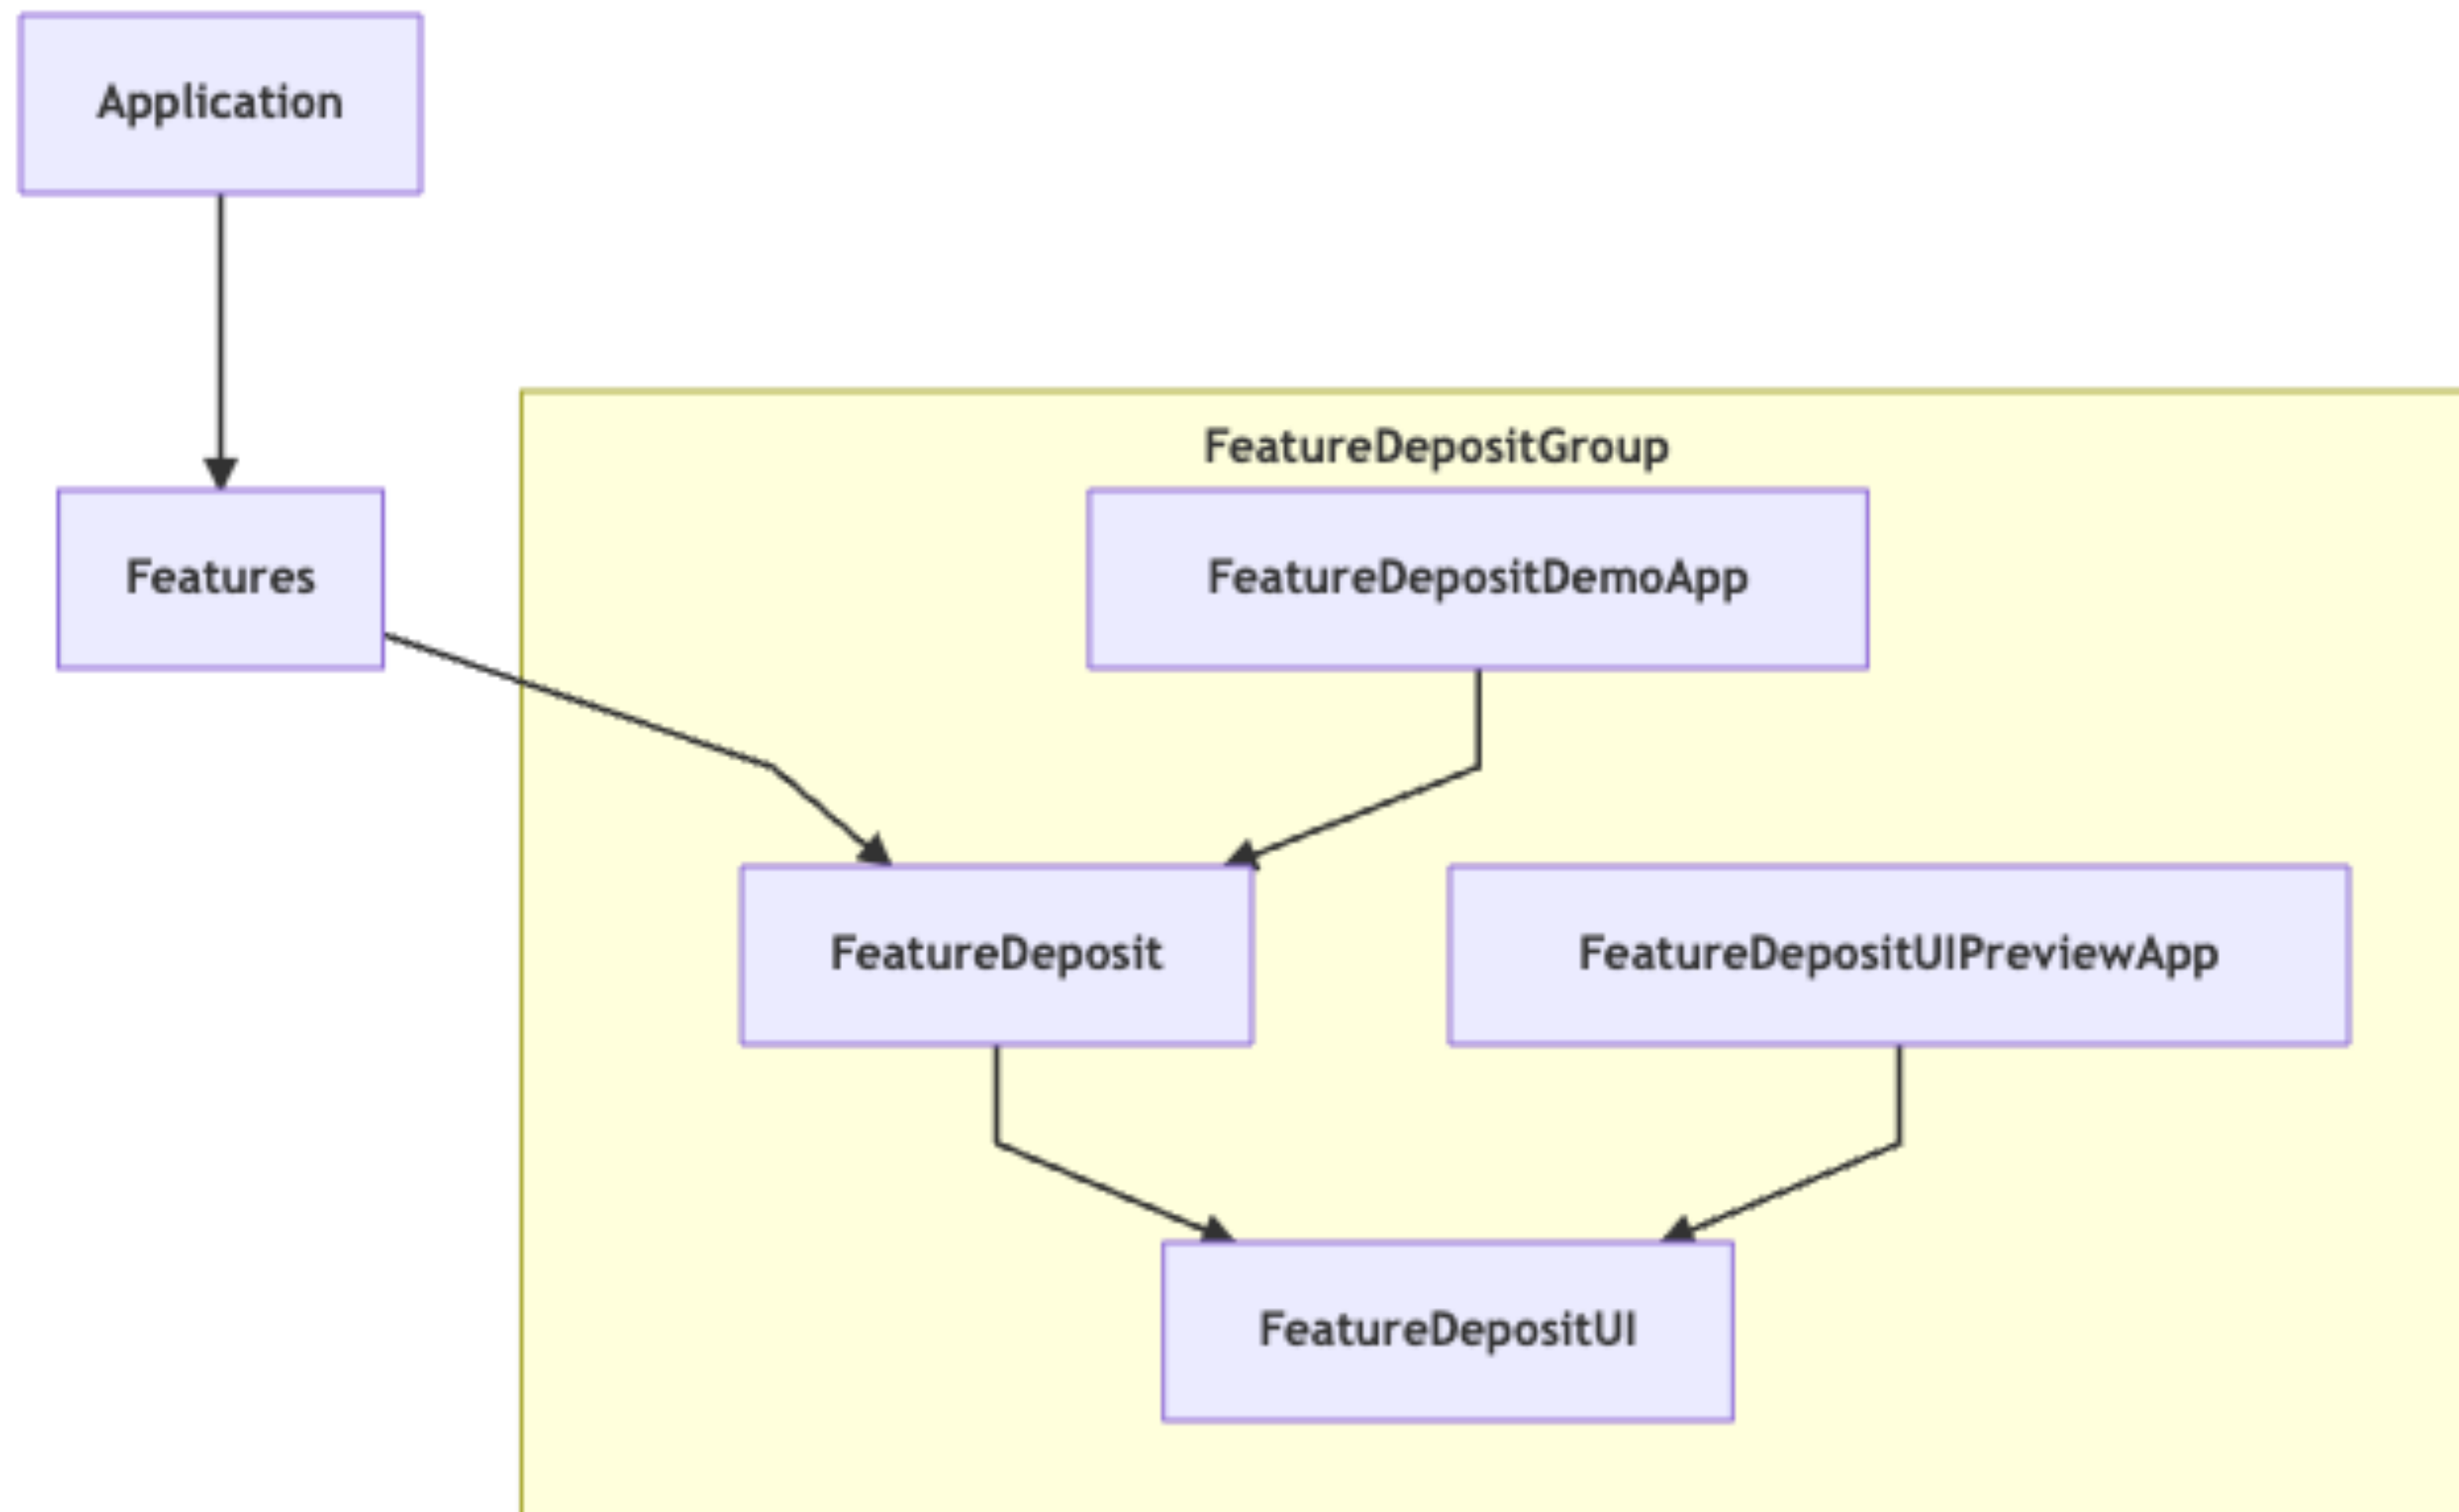 Application
FeatureDepositGroup
Features
FeatureDepositDemoApp
FeatureDeposit
FeatureDepositUIPreviewApp
FeatureDepositUI